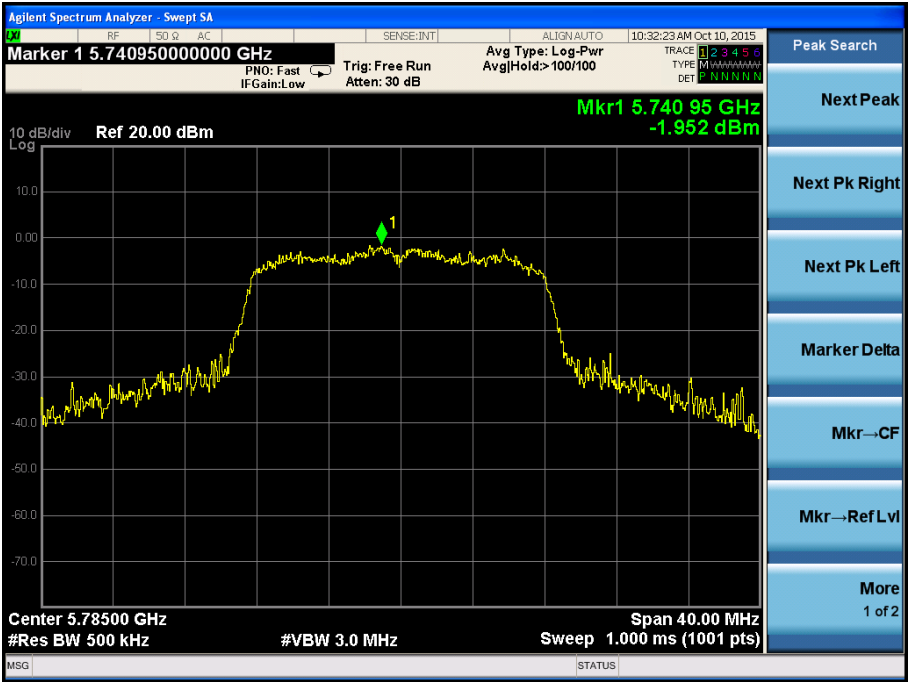 Agilent Spectrum Analyzer - Swept SA
LXI RF 50 Ω AC SENSE:INT ALIGNAUTO 10:32:23 AM Oct 10, 2015
Marker 1 5.740950000000 GHz
PNO: Fast
IFGain:Low
Trig: Free Run
Atten: 30 dB
Avg Type: Log-Pwr
Avg|Hold:> 100/100
TRACE 1 2 3 4 5 6
TYPE MWWWWW
DET P N N N N N
Peak Search
Mkr1 5.740 95 GHz
-1.952 dBm
10 dB/div Ref 20.00 dBm
Log
10.0
0.00
-10.0
-20.0
-30.0
-40.0
-50.0
-60.0
-70.0
1
Center 5.78500 GHz
Span 40.00 MHz
#Res BW 500 kHz
#VBW 3.0 MHz
Sweep 1.000 ms (1001 pts)
MSG
STATUS
Next Peak
Next Pk Right
Next Pk Left
Marker Delta
Mkr→CF
Mkr→Ref Lvl
More
1 of 2